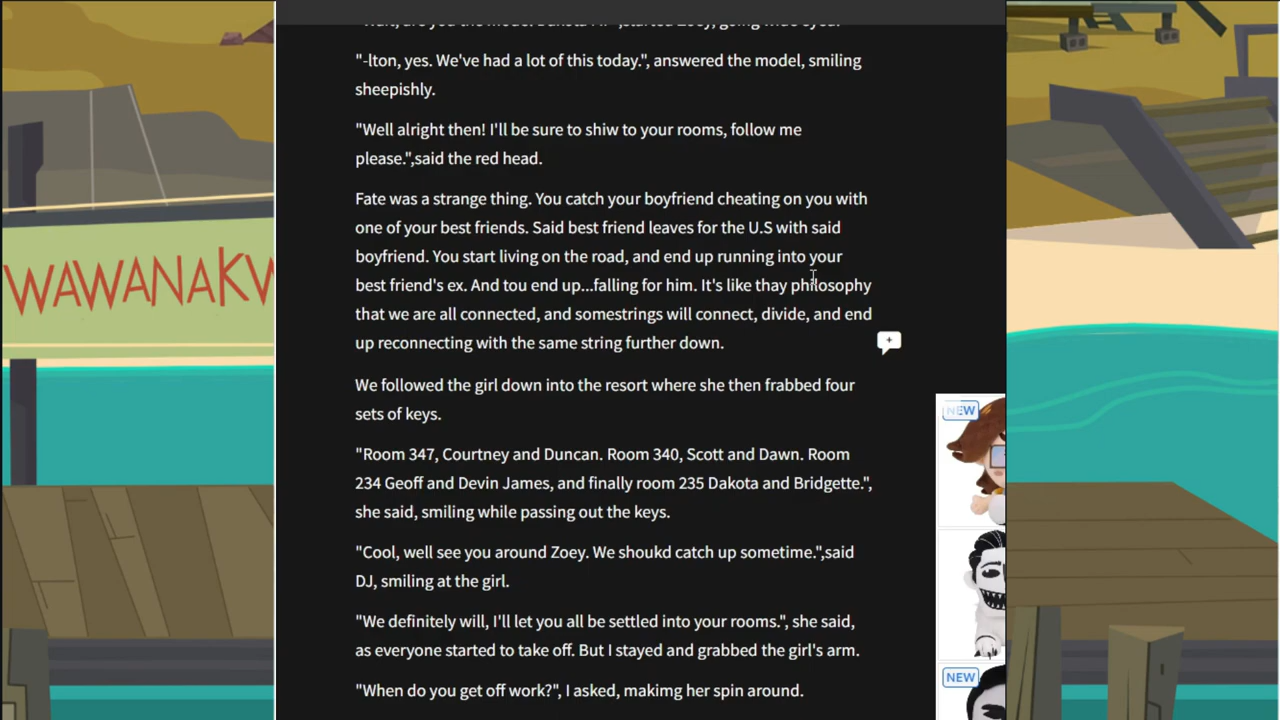 "-lton, yes. We've had a lot of this today.", answered the model, smiling
sheepishly.
"Well alright then! I'll be sure to shiw to your rooms, follow me
please.",said the red head.
Fate was a strange thing. You catch your boyfriend cheating on you with
one of your best friends. Said best friend leaves for the U.S with said
boyfriend. You start living on the road, and end up running into your
best friend's ex. And tou end up...falling for him. It's like thay philosophy
that we are all connected, and somestrings will connect, divide, and end
up reconnecting with the same string further down.
We followed the girl down into the resort where she then frabbed four
sets of keys.
"Room 347, Courtney and Duncan. Room 340, Scott and Dawn. Room
234 Geoff and Devin James, and finally room 235 Dakota and Bridgette.",
she said, smiling while passing out the keys.
"Cool, well see you around Zoey. We shoukd catch up sometime.",said
DJ, smiling at the girl.
"We definitely will, I'll let you all be settled into your rooms.", she said,
as everyone started to take off. But I stayed and grabbed the girl's arm.
"When do you get off work?", I asked, makimg her spin around.
WAWANAKW
NEW
NEW